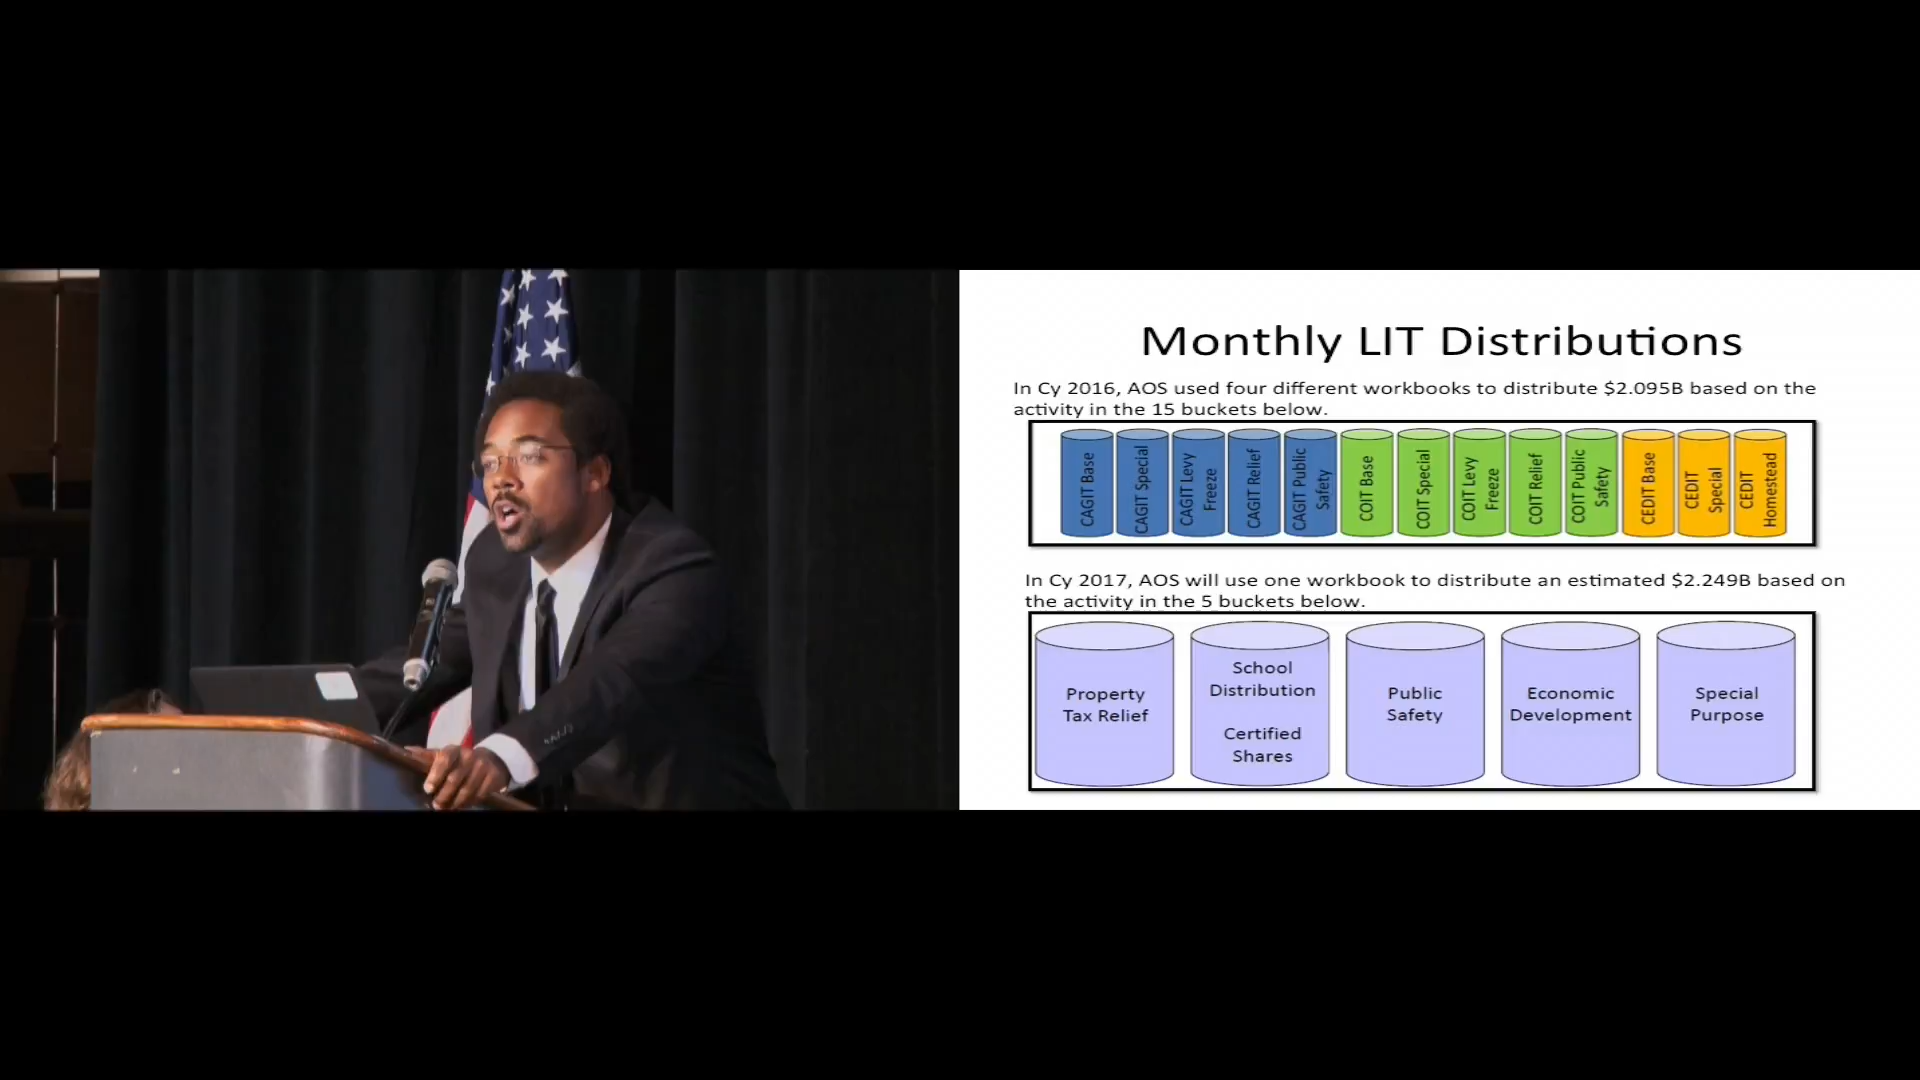 Monthly LIT Distributions
In Cy 2016, AOS used four different workbooks to distribute $2.095B based on the
activity in the 15 buckets below.
CAGIT Base
CAGIT Special
CAGIT Levy
Freeze
CAGIT Relief
CAGIT Public
Safety
COIT Base
COIT Special
COIT Levy
Freeze
COIT Relief
COIT Public
Safety
CEDIT Base
CEDIT
Special
CEDIT
Homestead
In Cy 2017, AOS will use one workbook to distribute an estimated $2.249B based on
the activity in the 5 buckets below.
Property
Tax Relief
School
Distribution
Certified
Shares
Public
Safety
Economic
Development
Special
Purpose